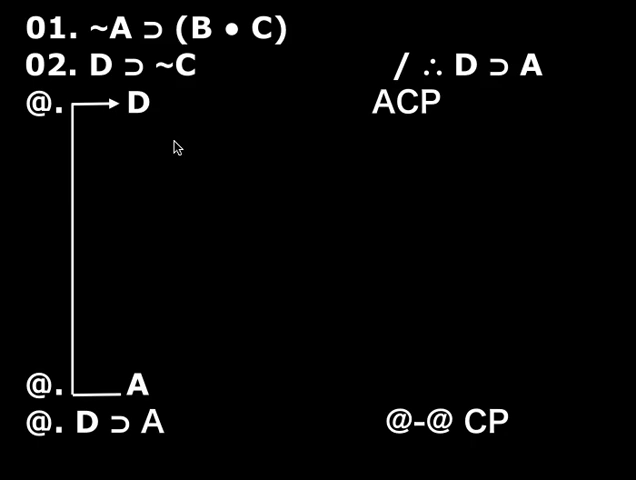 01. ~A ⊃ (B • C)
02. D ⊃ ~C / ∴ D ⊃ A
@. D ACP
@. A
@. D ⊃ A @-@ CP